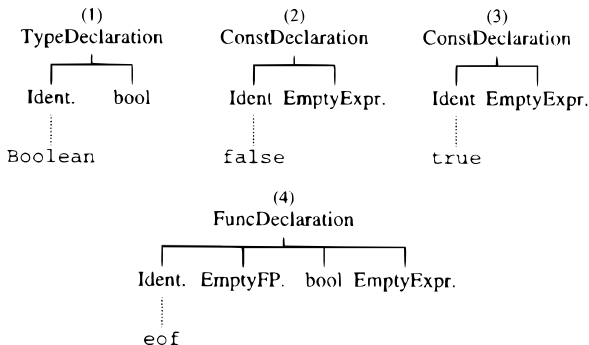 (1) (2) (3)
TypeDeclaration ConstDeclaration ConstDeclaration
Ident. bool Ident EmptyExpr. Ident EmptyExpr.
Boolean false true
(4)
FuncDeclaration
Ident. EmptyFP. bool EmptyExpr.
eof